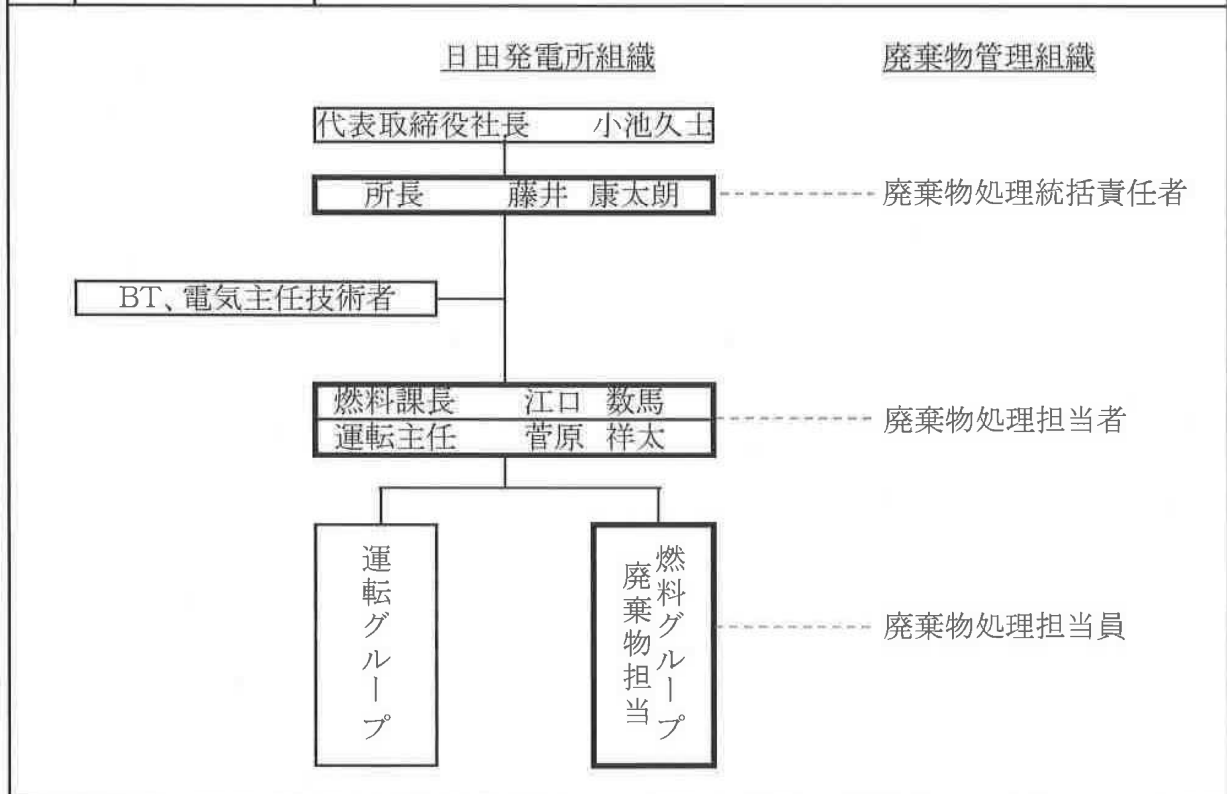 日田発電所組織
廃棄物管理組織
代表取締役社長 小池久士
所長 藤井 康太朗
廃棄物処理統括責任者
BT、電気主任技術者
燃料課長 江口 数馬
運転主任 菅原 祥太
廃棄物処理担当者
運転グループ
燃料グループ
廃棄物担当
廃棄物処理担当員